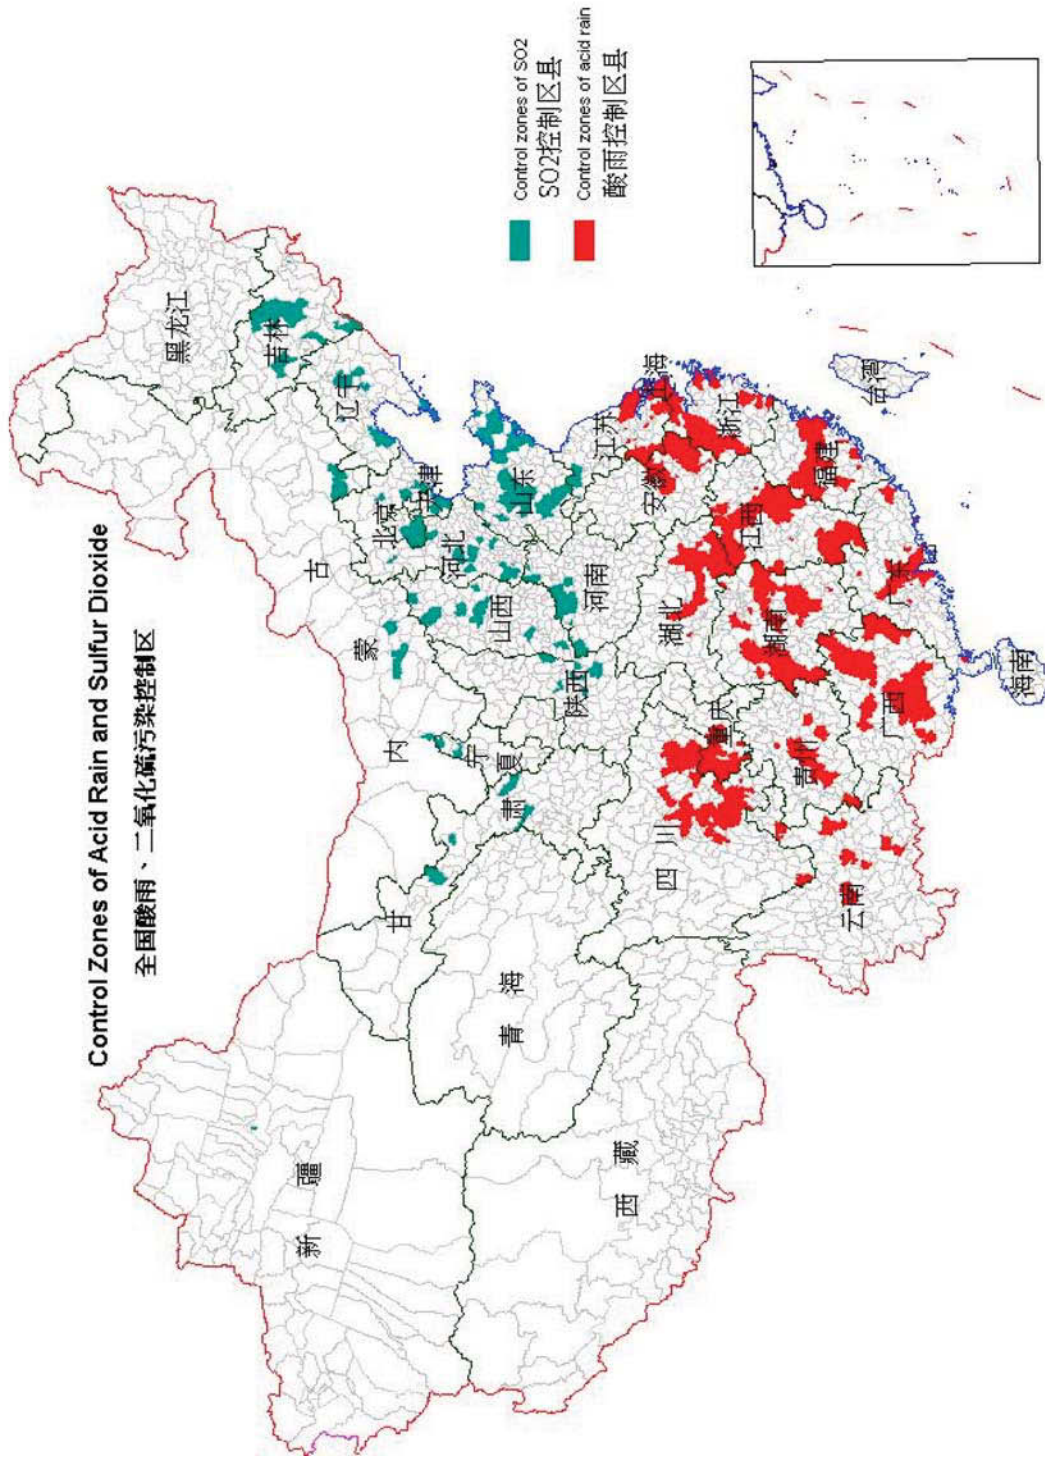 Control Zones of Acid Rain and Sulfur Dioxide
全国酸雨、二氧化硫污染控制区
Control zones of SO2
SO2控制区县
Control zones of acid rain
酸雨控制区县
黑龙江
吉林
辽宁
内 蒙 古
北京
天津
河北
山西
山东
新 疆
甘 肃
宁夏
青 海
陕西
河南
江苏
安徽
上海
西 藏
四 川
重庆
湖北
浙江
江西
湖南
贵州
福建
云南
广西
广东
台湾
海南